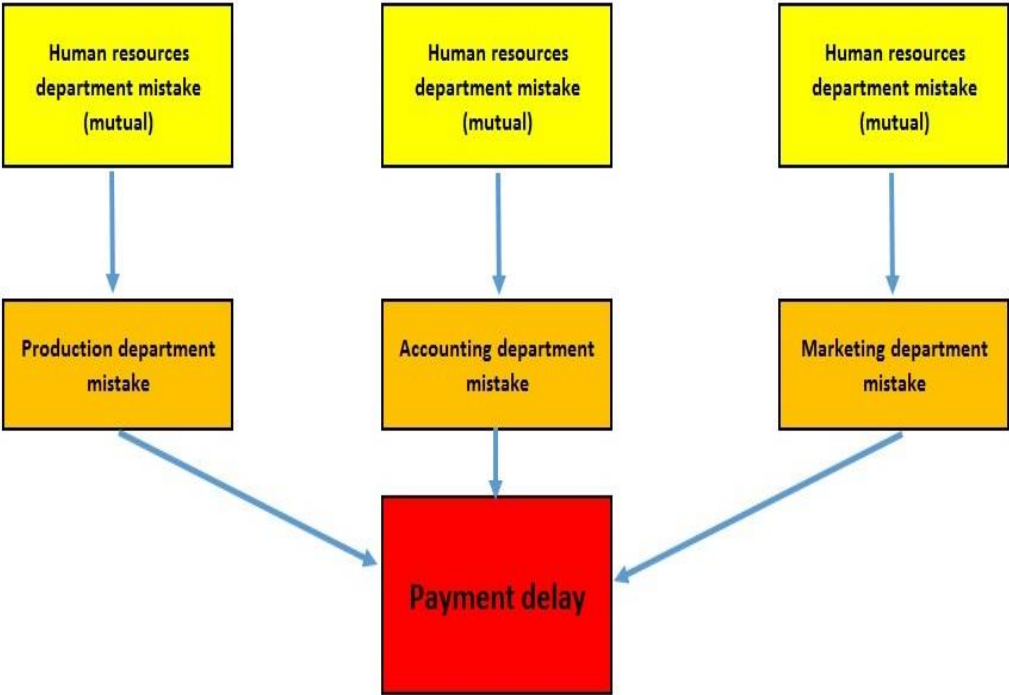 Human resources
department mistake
(mutual)
Human resources
department mistake
(mutual)
Human resources
department mistake
(mutual)
Production department
mistake
Accounting department
mistake
Marketing department
mistake
Payment delay